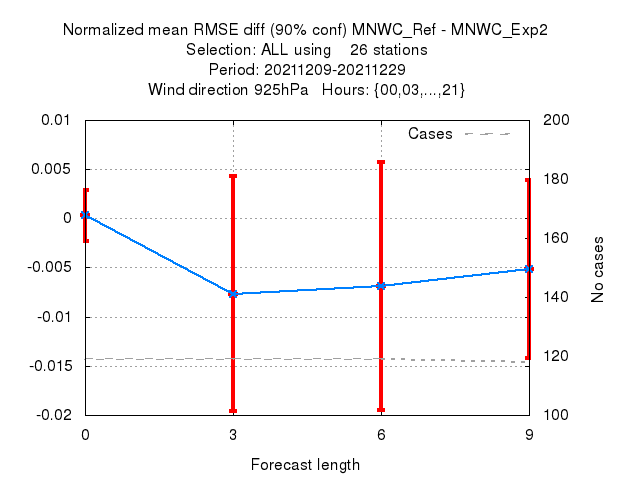 Normalized mean RMSE diff (90% conf) MNWC_Ref - MNWC_Exp2
Selection: ALL using    26 stations
Period: 20211209-20211229
Wind direction 925hPa   Hours: {00,03,...,21}
0.01
0.005
0
-0.005
-0.01
-0.015
-0.02
Cases
200
180
160
140
120
100
No cases
0
3
6
9
Forecast length